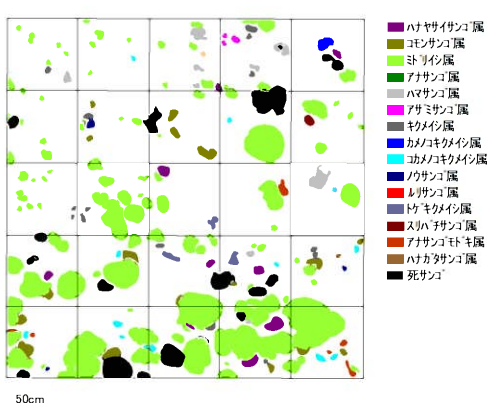 ハナヤサイサンゴ属
コモンサンゴ属
ミドリイシ属
アナサンゴ属
ハマサンゴ属
アザミサンゴ属
キクメイシ属
カメノコキクメイシ属
コカメノコキクメイシ属
ノウサンゴ属
ルリサンゴ属
トゲキクメイシ属
スリバチサンゴ属
アナサンゴモドキ属
ハナガタサンゴ属
死サンゴ
50cm